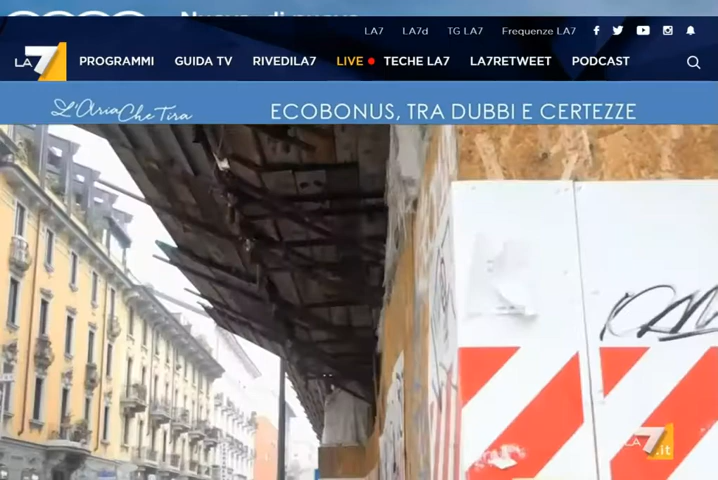 LA7 LA7d TG LA7 Frequenze LA7
LA7 PROGRAMMI GUIDA TV RIVEDILA7 LIVE TECHE LA7 LA7RETWEET PODCAST
L'Aria Che Tira ECOBONUS, TRA DUBBI E CERTEZZE
LA7.it